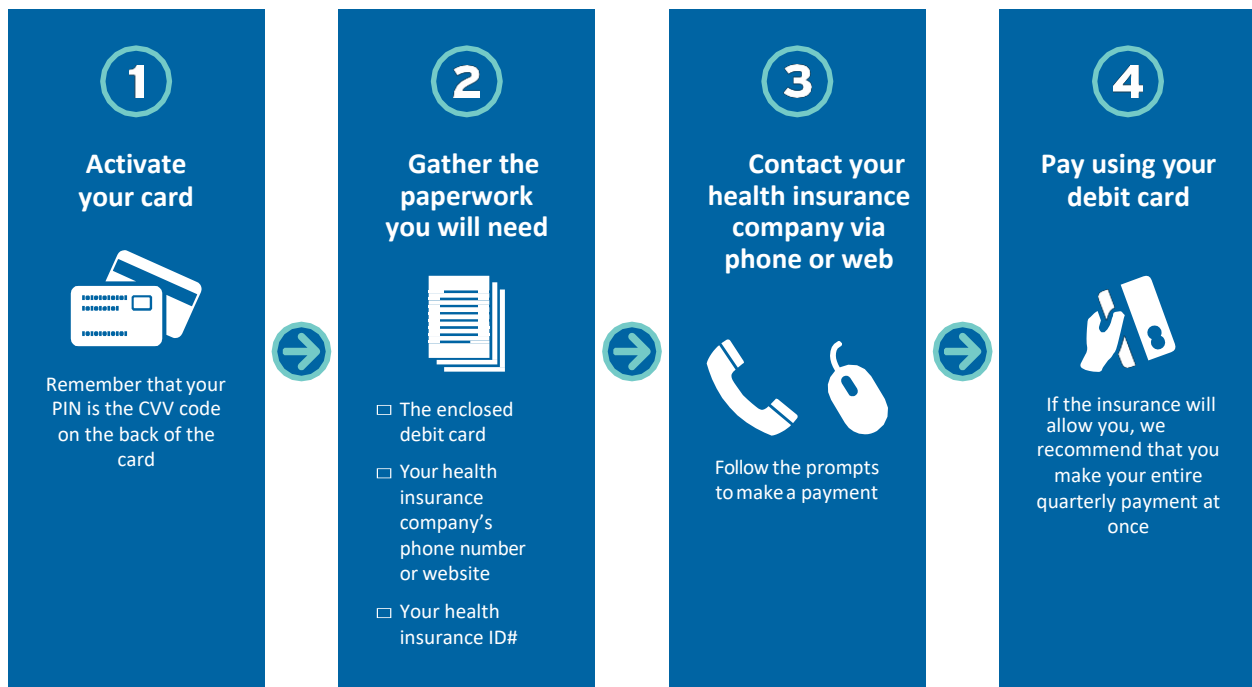 1
Activate
your card
Remember that your
PIN is the CVV code
on the back of the
card
2
Gather the
paperwork
you will need
□ The enclosed
debit card
□ Your health
insurance
company’s
phone number
or website
□ Your health
insurance ID#
3
Contact your
health insurance
company via
phone or web
Follow the prompts
to make a payment
4
Pay using your
debit card
If the insurance will
allow you, we
recommend that you
make your entire
quarterly payment at
once